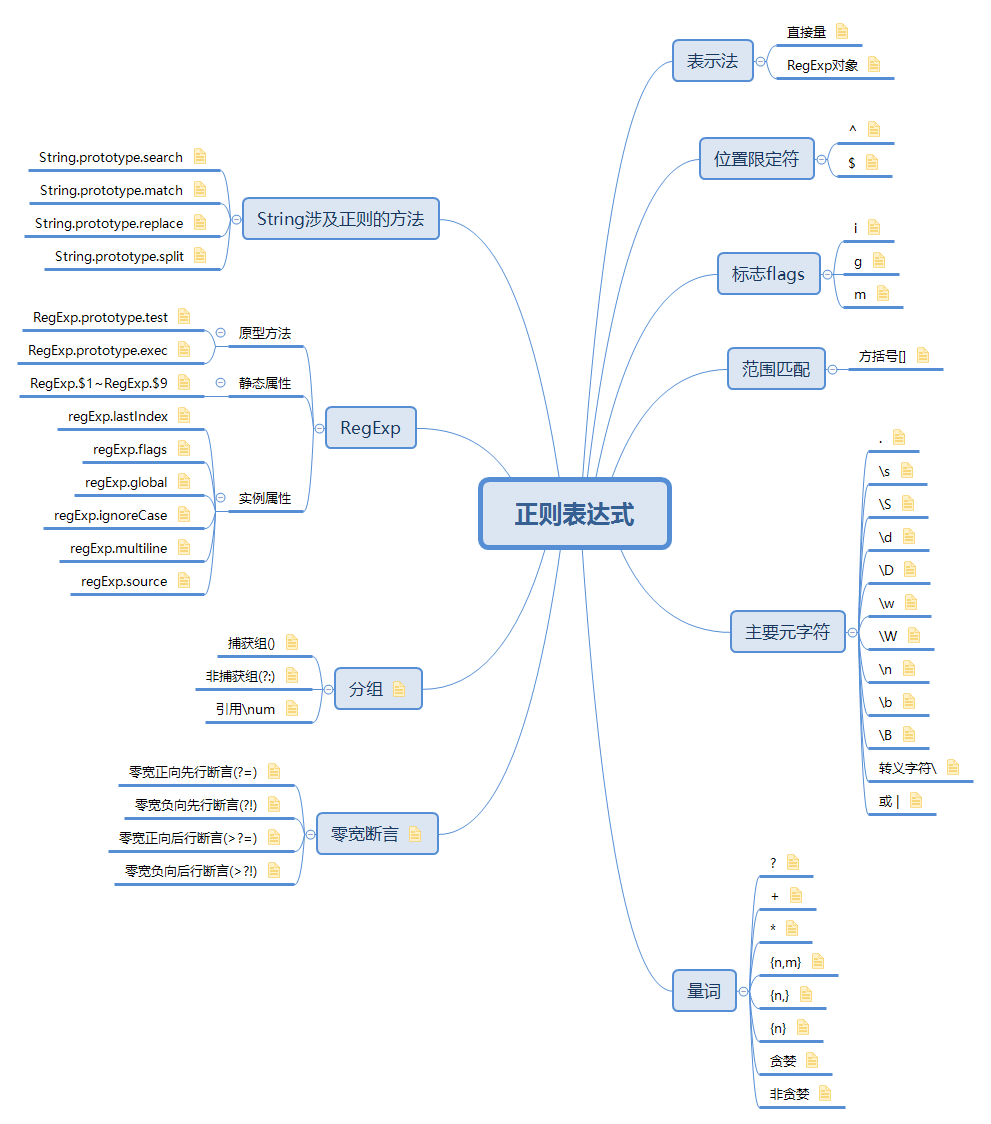 正则表达式
表示法
直接量
RegExp对象
位置限定符
^
$
标志flags
i
g
m
范围匹配
方括号[]
主要元字符
.
\s
\S
\d
\D
\w
\W
\n
\b
\B
转义字符\
或 |
量词
?
+
*
{n,m}
{n,}
{n}
贪婪
非贪婪
String涉及正则的方法
String.prototype.search
String.prototype.match
String.prototype.replace
String.prototype.split
RegExp
原型方法
RegExp.prototype.test
RegExp.prototype.exec
静态属性
RegExp.$1~RegExp.$9
实例属性
regExp.lastIndex
regExp.flags
regExp.global
regExp.ignoreCase
regExp.multiline
regExp.source
分组
捕获组()
非捕获组(?:)
引用\num
零宽断言
零宽正向先行断言(?=)
零宽负向先行断言(?!)
零宽正向后行断言(>?=)
零宽负向后行断言(>?!)